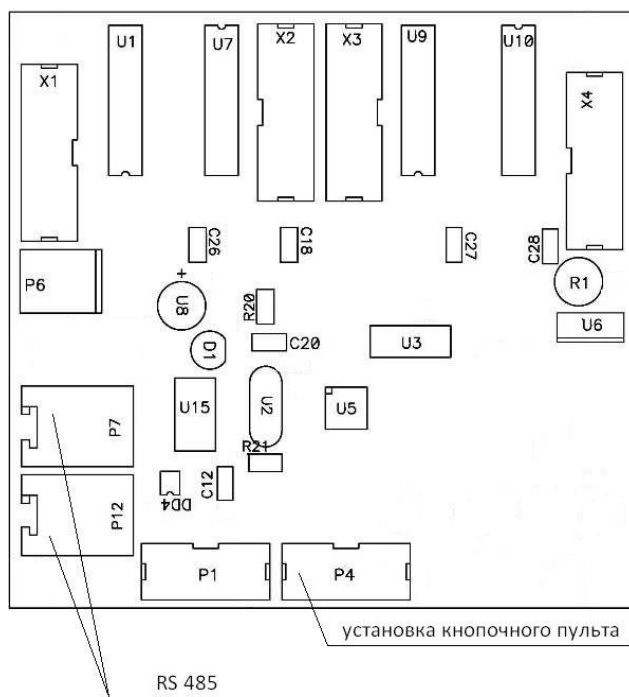 U1 U7 X2 X3 U9 U10
X1 X4
C26 C18 C27 C28
P6 + R1
U8 R20
D1 C20 U3 U6
U15 U2 U5
P7
R21
C12
DD4
P12
P1 P4
установка кнопочного пульта
RS 485